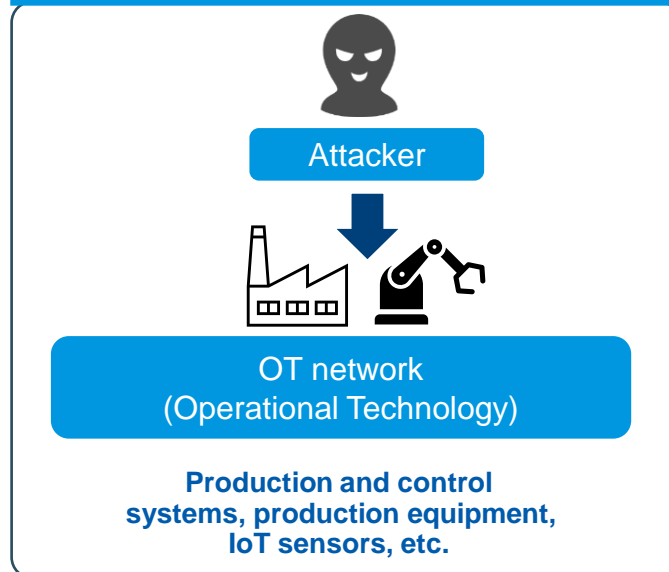 Attacker
OT network
(Operational Technology)
Production and control
systems, production equipment,
IoT sensors, etc.